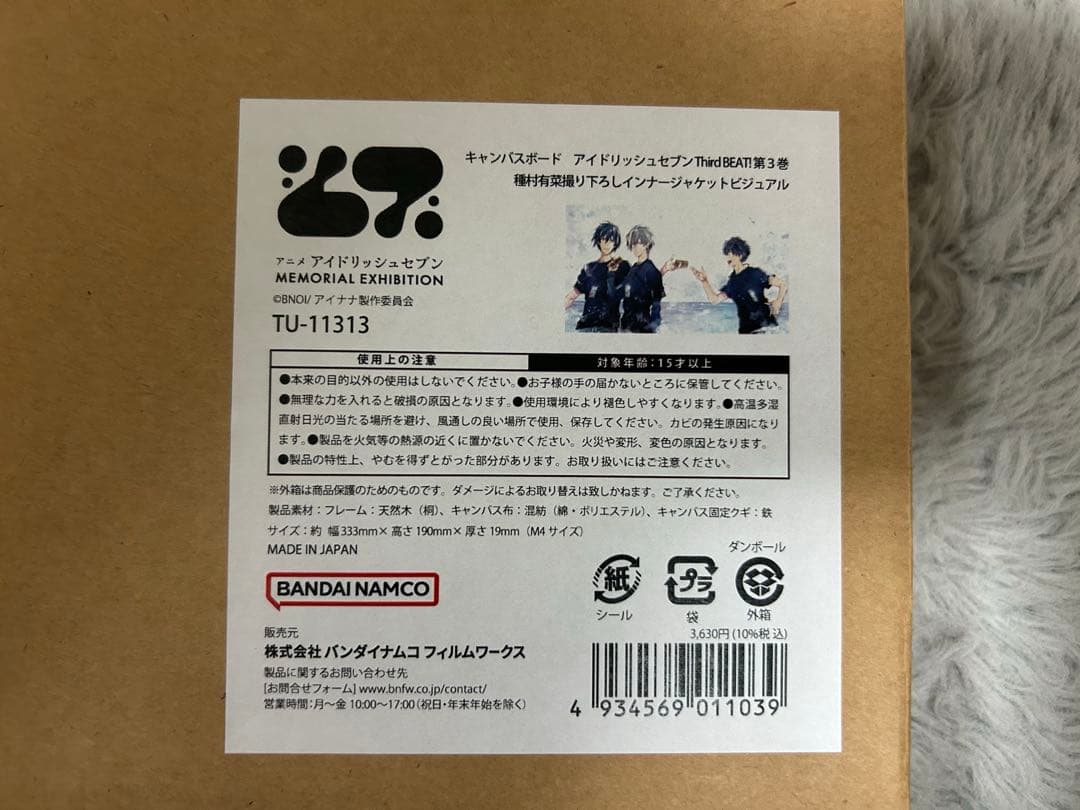 キャンバスボード アイドリッシュセブンThird BEAT!第3巻
種村有菜撮り下ろしインナージャケットビジュアル
アニメ アイドリッシュセブン
MEMORIAL EXHIBITION
©BNOI/ アイナナ製作委員会
TU-11313
使用上の注意 対象年齢:15才以上
●本来の目的以外の使用はしないでください。●お子様の手の届かないところに保管してください。
●無理な力を入れると破損の原因となります。●使用環境により褪色しやすくなります。●高温多湿
直射日光の当たる場所を避け、風通しの良い場所で使用、保存してください。カビの発生原因になり
ます。●製品を火気等の熱源の近くに置かないでください。火災や変形、変色の原因となります。
●製品の特性上、やむを得ずとがった部分があります。お取り扱いにはご注意ください。
※外箱は商品保護のためのものです。ダメージによるお取り替えは致しかねます。ご了承ください。
製品素材：フレーム：天然木（桐）、キャンバス布：混紡（綿・ポリエステル）、キャンバス固定クギ：鉄
サイズ：約 幅333mm× 高さ190mm× 厚さ19mm（M4サイズ）
MADE IN JAPAN
BANDAI NAMCO
ダンボール
紙 プラ
シール 袋 外箱
3,630円(10%税込)
販売元
株式会社 バンダイナムコ フィルムワークス
製品に関するお問い合わせ先
[お問合せフォーム] www.bnfw.co.jp/contact/
営業時間：月～金 10:00～17:00（祝日・年末年始を除く）
4 934569 011039